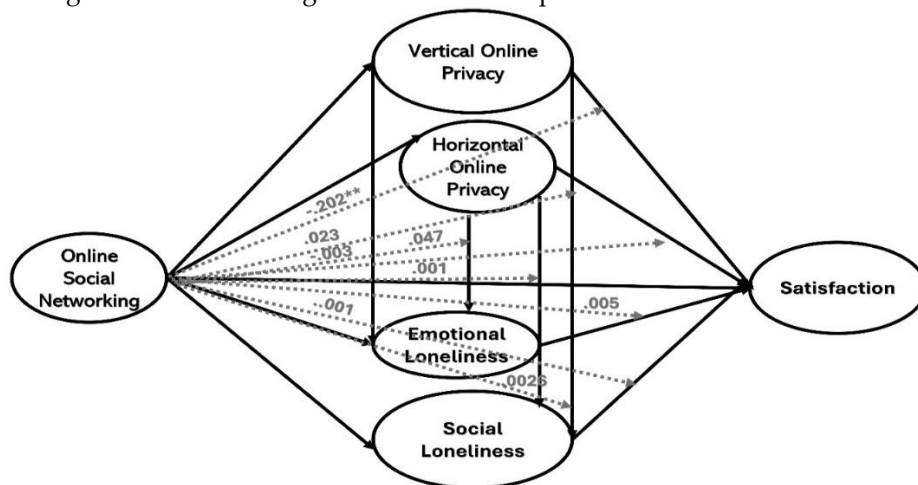 Vertical Online
Privacy
Horizontal
Online
Privacy
-.202**
.023
.047
-.003
.001
Online
Social
Networking
.005
Satisfaction
-.001
Emotional
Loneliness
.0026
Social
Loneliness